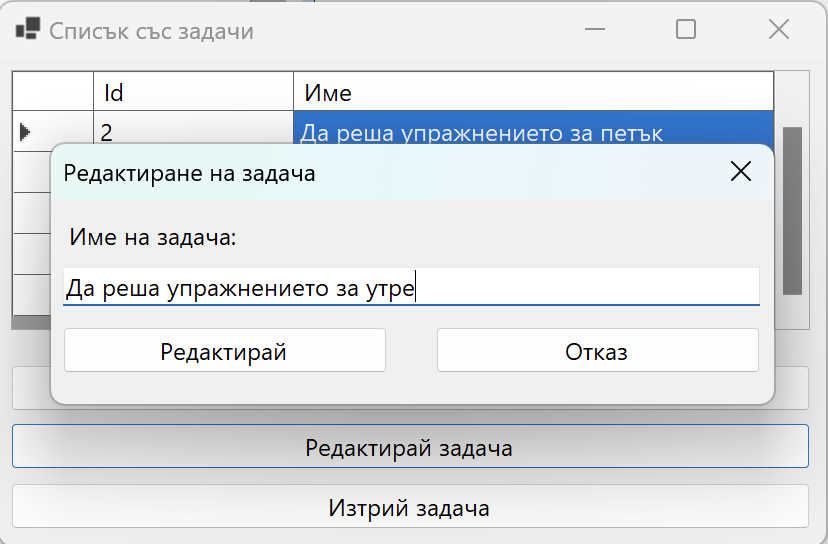 Списък със задачи
Id Име
2 Да реша упражнението за петък
Редактиране на задача
Име на задача:
Да реша упражнението за утре
Редактирай Отказ
Редактирай задача
Изтрий задача